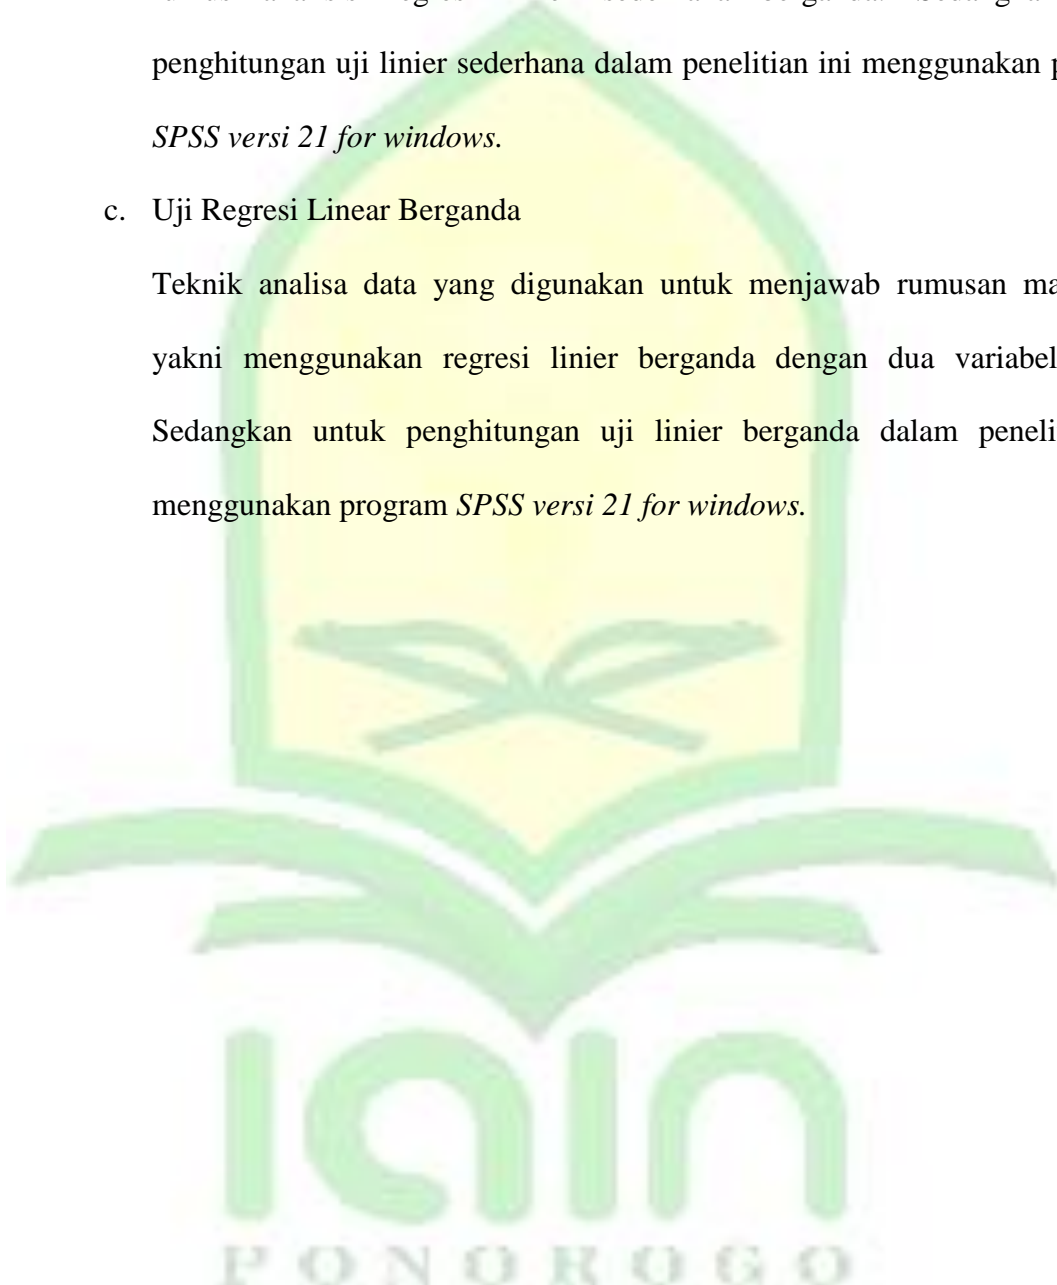 penghitungan uji linier sederhana dalam penelitian ini menggunakan
SPSS versi 21 for windows.
c. Uji Regresi Linear Berganda
Teknik analisa data yang digunakan untuk menjawab rumusan
yakni menggunakan regresi linier berganda dengan dua variabel
Sedangkan untuk penghitungan uji linier berganda dalam
menggunakan program SPSS versi 21 for windows.
iain
PONOROGO